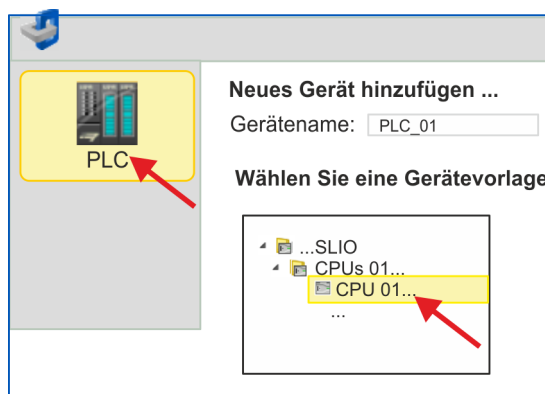 PLC
Neues Gerät hinzufügen ...
Gerätename: PLC_01
Wählen Sie eine Gerätevorlage
...SLIO
CPUs 01...
CPU 01...
...